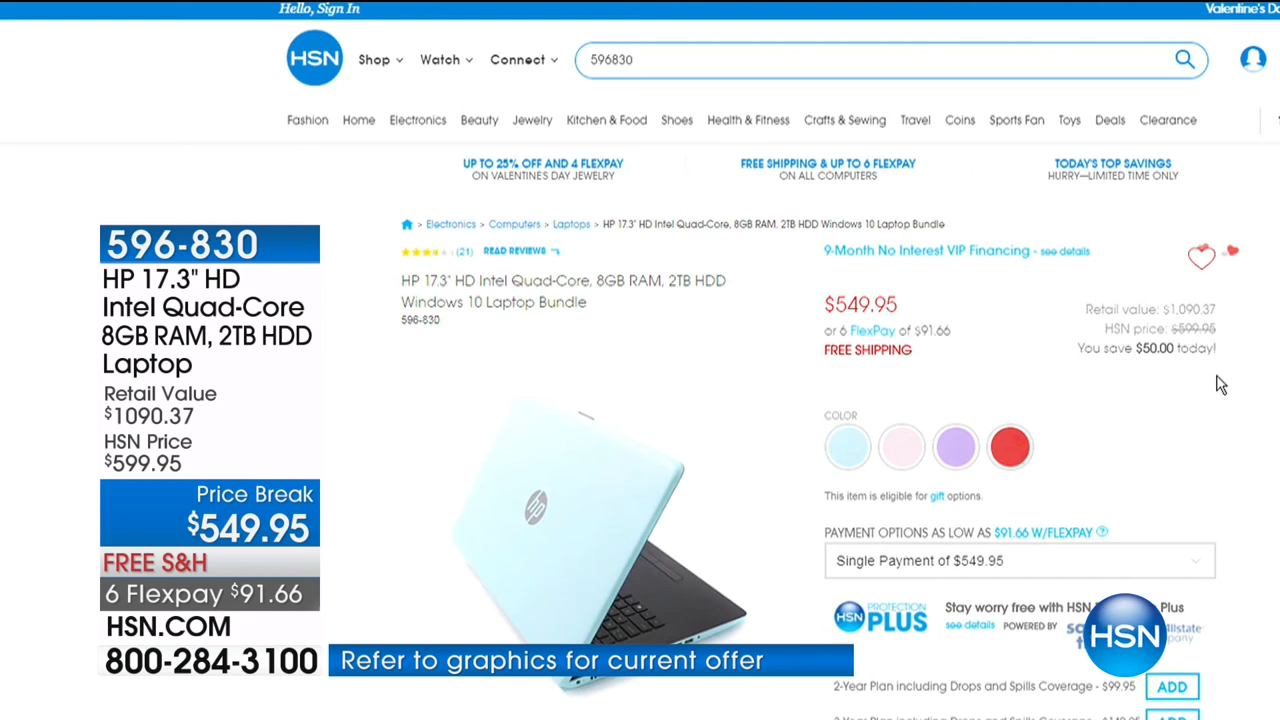 Hello, Sign In
Valentine's Da
HSN
Shop
Watch
Connect
596830
Fashion
Home
Electronics
Beauty
Jewelry
Kitchen & Food
Shoes
Health & Fitness
Crafts & Sewing
Travel
Coins
Sports Fan
Toys
Deals
Clearance
UP TO 25% OFF AND 4 FLEXPAY
ON VALENTINE'S DAY JEWELRY
FREE SHIPPING & UP TO 6 FLEXPAY
ON ALL COMPUTERS
TODAY'S TOP SAVINGS
HURRY—LIMITED TIME ONLY
Electronics > Computers > Laptops > HP 17.3" HD Intel Quad-Core, 8GB RAM, 2TB HDD Windows 10 Laptop Bundle
(21) READ REVIEWS
HP 17.3" HD Intel Quad-Core, 8GB RAM, 2TB HDD
Windows 10 Laptop Bundle
596-830
9-Month No Interest VIP Financing - see details
$549.95
or 6 FlexPay of $91.66
FREE SHIPPING
Retail value: $1,090.37
HSN price: $599.95
You save $50.00 today!
COLOR
This item is eligible for gift options.
PAYMENT OPTIONS AS LOW AS $91.66 W/FLEXPAY ?
Single Payment of $549.95
HSN PROTECTION PLUS
Stay worry free with HSN Plus
see details POWERED BY
HSN
2-Year Plan including Drops and Spills Coverage - $99.95
ADD
596-830
HP 17.3" HD
Intel Quad-Core
8GB RAM, 2TB HDD
Laptop
Retail Value
$1090.37
HSN Price
$599.95
Price Break
$549.95
FREE S&H
6 Flexpay $91.66
HSN.COM
800-284-3100
Refer to graphics for current offer
hp